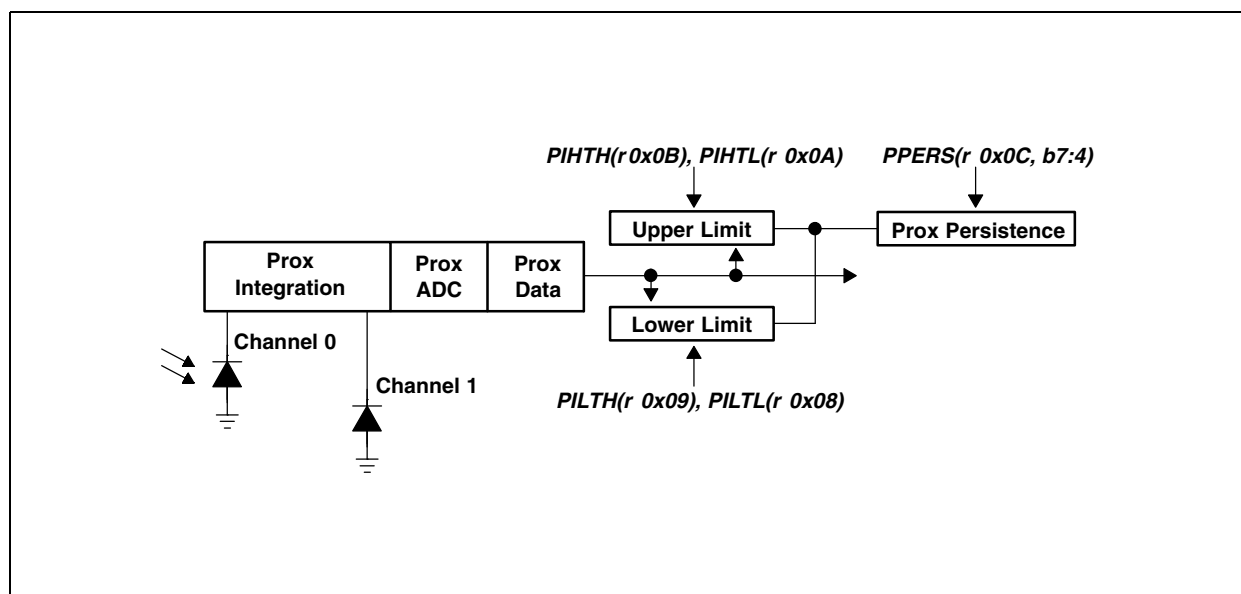 PIHTH(r 0x0B), PIHTL(r 0x0A)
PPERS(r 0x0C, b7:4)
Upper Limit
Prox Persistence
Prox
Integration
Prox
ADC
Prox
Data
Lower Limit
Channel 0
Channel 1
PILTH(r 0x09), PILTL(r 0x08)